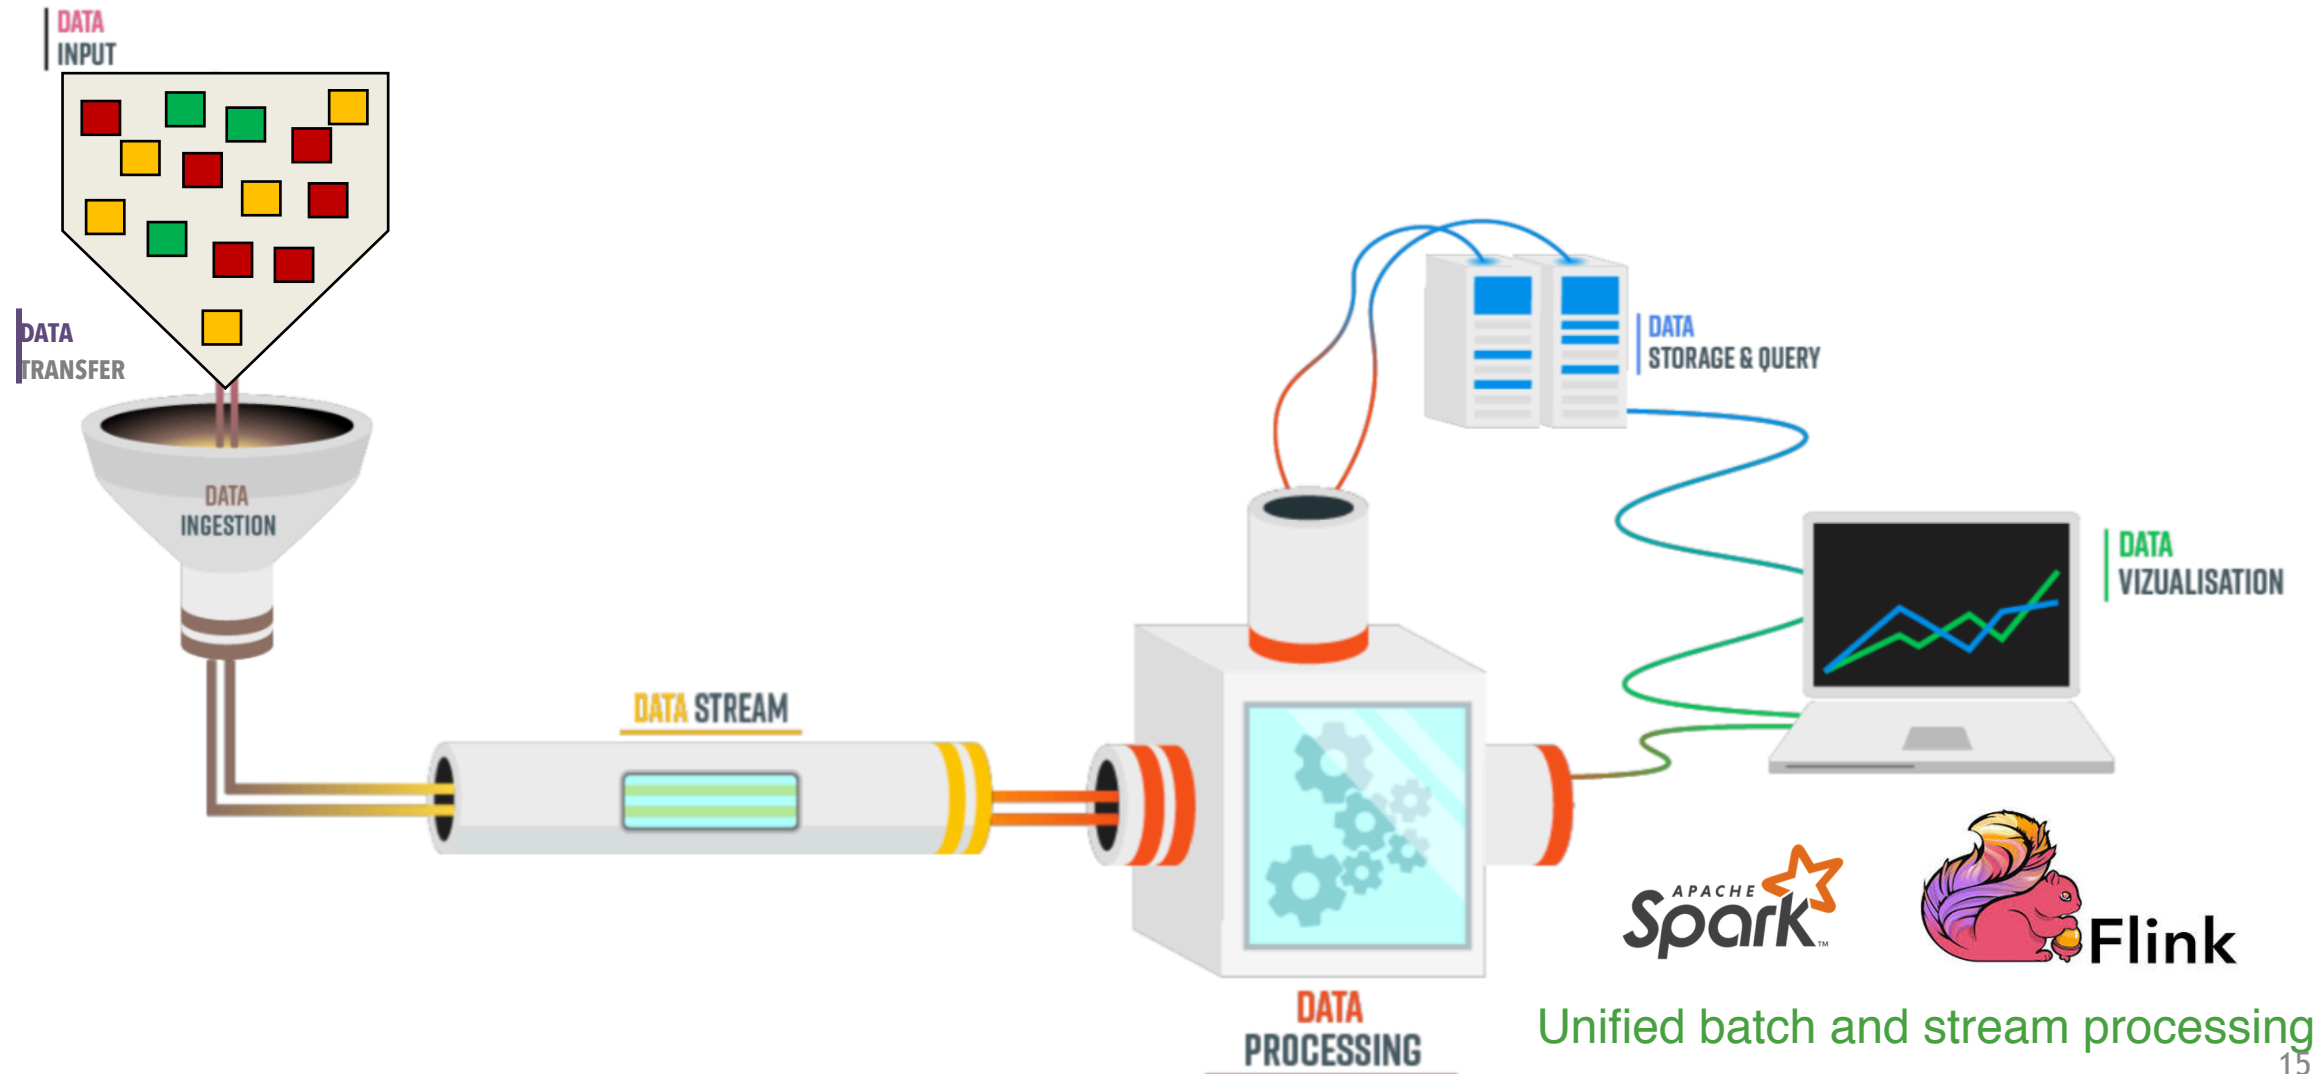 DATA
INPUT
DATA
TRANSFER
DATA
INGESTION
DATA STREAM
DATA
STORAGE & QUERY
DATA
VIZUALISATION
APACHE
Spark™
Flink
DATA
PROCESSING
Unified batch and stream processing
15